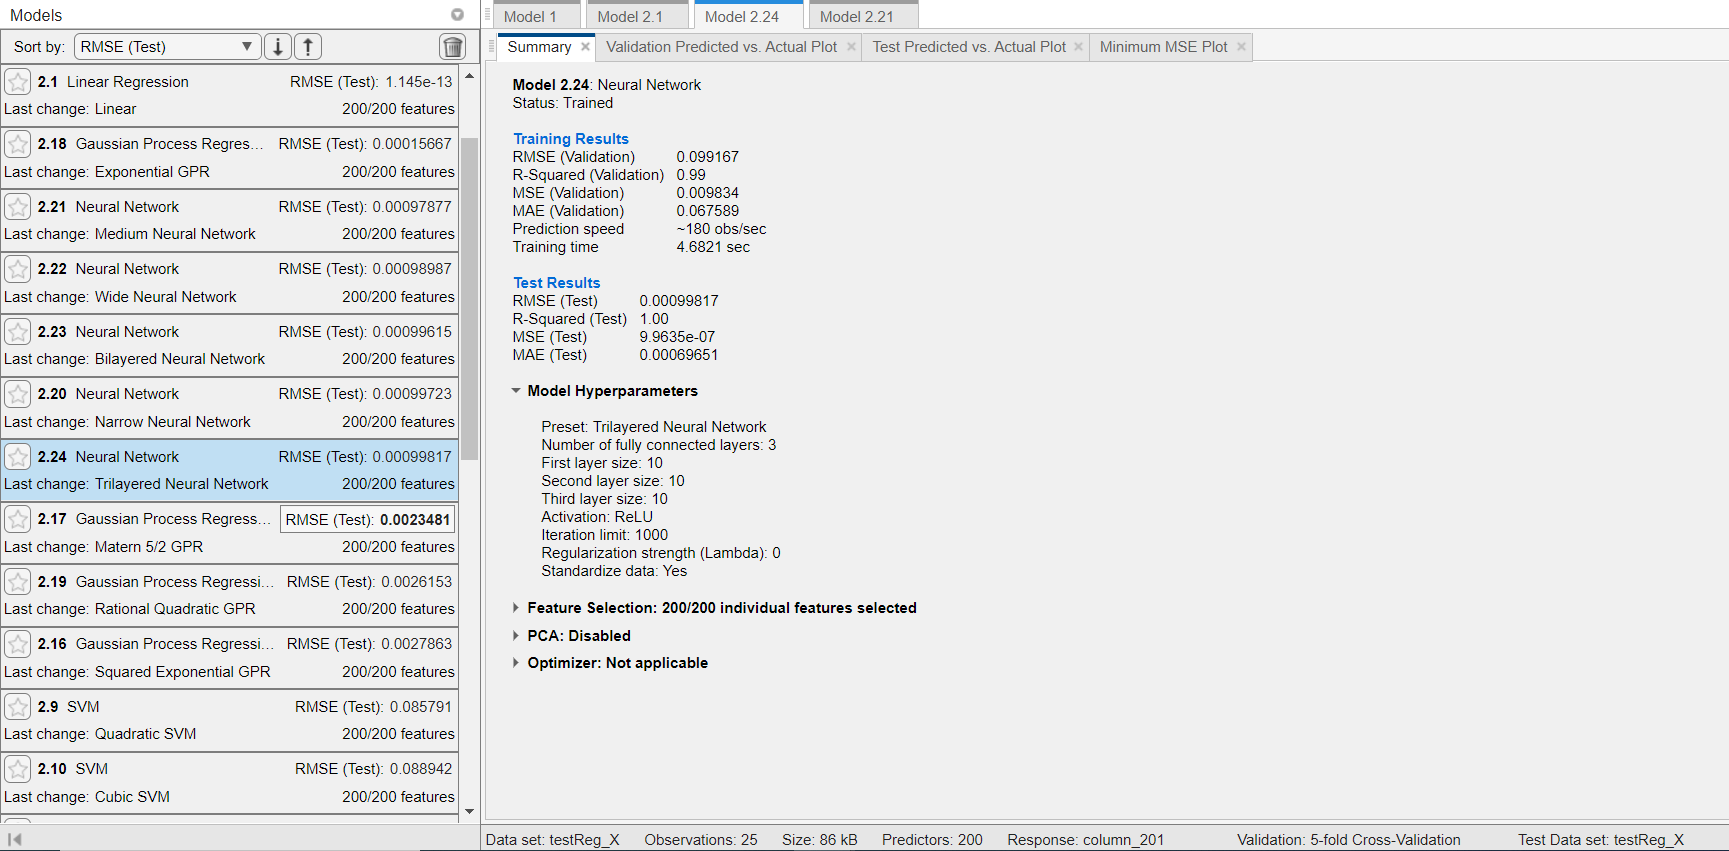 Models
Sort by: RMSE (Test)
2.1 Linear Regression RMSE (Test): 1.145e-13
Last change: Linear 200/200 features
2.18 Gaussian Process Regres... RMSE (Test): 0.00015667
Last change: Exponential GPR 200/200 features
2.21 Neural Network RMSE (Test): 0.00097877
Last change: Medium Neural Network 200/200 features
2.22 Neural Network RMSE (Test): 0.00098987
Last change: Wide Neural Network 200/200 features
2.23 Neural Network RMSE (Test): 0.00099615
Last change: Bilayered Neural Network 200/200 features
2.20 Neural Network RMSE (Test): 0.00099723
Last change: Narrow Neural Network 200/200 features
2.24 Neural Network RMSE (Test): 0.00099817
Last change: Trilayered Neural Network 200/200 features
2.17 Gaussian Process Regress... RMSE (Test): 0.0023481
Last change: Matern 5/2 GPR 200/200 features
2.19 Gaussian Process Regressi... RMSE (Test): 0.0026153
Last change: Rational Quadratic GPR 200/200 features
2.16 Gaussian Process Regressi... RMSE (Test): 0.0027863
Last change: Squared Exponential GPR 200/200 features
2.9 SVM RMSE (Test): 0.085791
Last change: Quadratic SVM 200/200 features
2.10 SVM RMSE (Test): 0.088942
Last change: Cubic SVM 200/200 features
Model 1 Model 2.1 Model 2.24 Model 2.21
Summary Validation Predicted vs. Actual Plot Test Predicted vs. Actual Plot Minimum MSE Plot
Model 2.24: Neural Network
Status: Trained
Training Results
RMSE (Validation) 0.099167
R-Squared (Validation) 0.99
MSE (Validation) 0.009834
MAE (Validation) 0.067589
Prediction speed ~180 obs/sec
Training time 4.6821 sec
Test Results
RMSE (Test) 0.00099817
R-Squared (Test) 1.00
MSE (Test) 9.9635e-07
MAE (Test) 0.00069651
Model Hyperparameters
Preset: Trilayered Neural Network
Number of fully connected layers: 3
First layer size: 10
Second layer size: 10
Third layer size: 10
Activation: ReLU
Iteration limit: 1000
Regularization strength (Lambda): 0
Standardize data: Yes
Feature Selection: 200/200 individual features selected
PCA: Disabled
Optimizer: Not applicable
Data set: testReg_X Observations: 25 Size: 86 kB Predictors: 200 Response: column_201 Validation: 5-fold Cross-Validation Test Data set: testReg_X